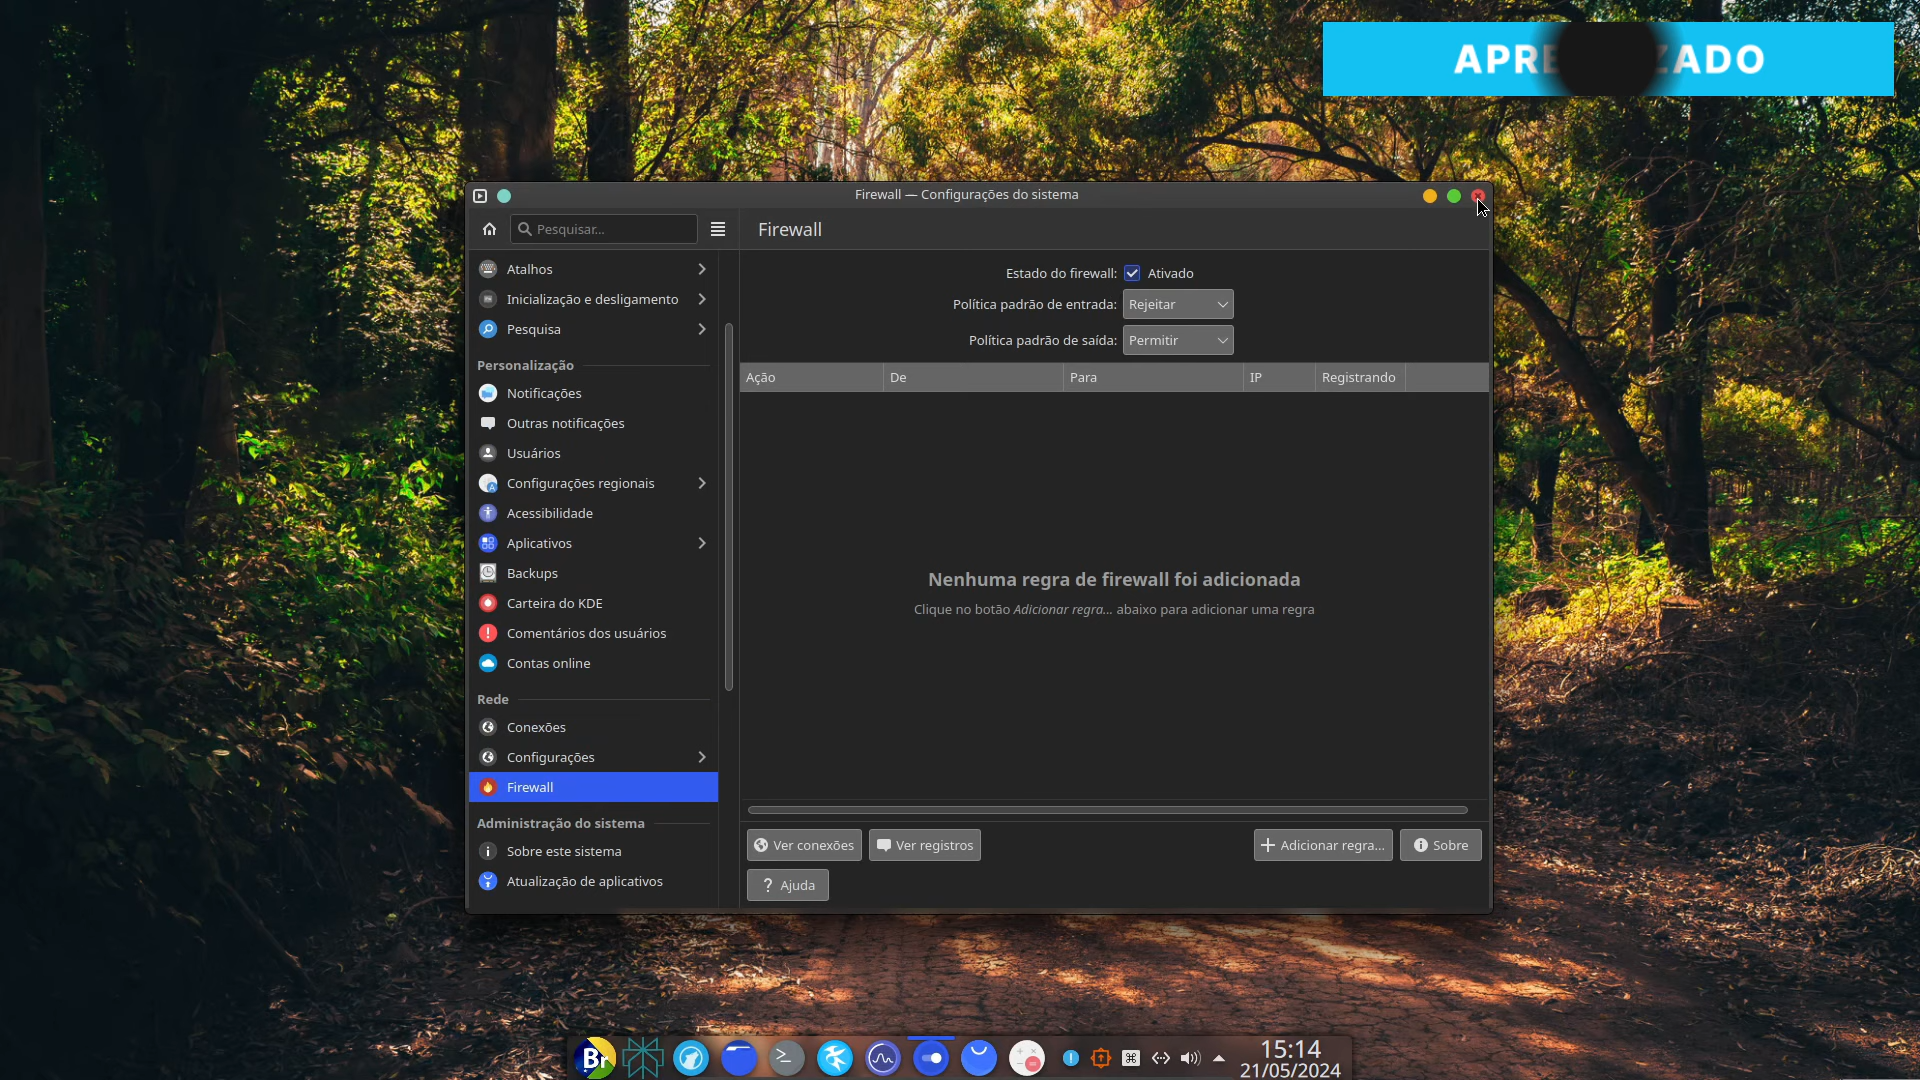 Firewall — Configurações do sistema
Pesquisar...
Firewall
Atalhos
Inicialização e desligamento
Pesquisa
Personalização
Notificações
Outras notificações
Usuários
Configurações regionais
Acessibilidade
Aplicativos
Backups
Carteira do KDE
Comentários dos usuários
Contas online
Rede
Conexões
Configurações
Firewall
Administração do sistema
Sobre este sistema
Atualização de aplicativos
Estado do firewall: Ativado
Política padrão de entrada: Rejeitar
Política padrão de saída: Permitir
Ação De Para IP Registrando
Nenhuma regra de firewall foi adicionada
Clique no botão Adicionar regra... abaixo para adicionar uma regra
Ver conexões Ver registros Adicionar regra... Sobre
Ajuda
Br
15:14
21/05/2024